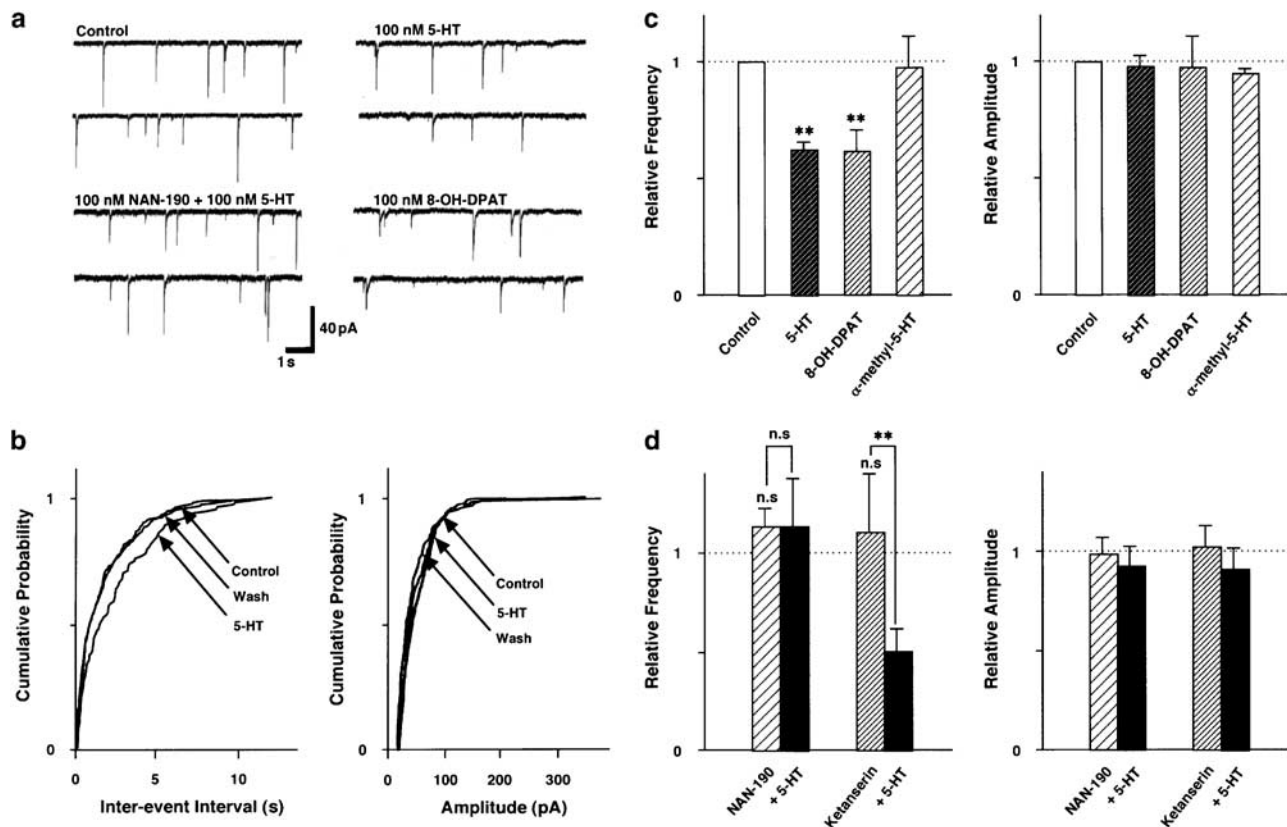 a
Control
100 nM 5-HT
100 nM NAN-190 + 100 nM 5-HT
100 nM 8-OH-DPAT
40 pA
1 s
b
Cumulative Probability
1
0
0
5
10
Inter-event Interval (s)
Control
Wash
5-HT
Cumulative Probability
1
0
0
100
200
300
Amplitude (pA)
Control
5-HT
Wash
c
Relative Frequency
1
0
**
**
Control
5-HT
8-OH-DPAT
α-methyl-5-HT
Relative Amplitude
1
0
Control
5-HT
8-OH-DPAT
α-methyl-5-HT
d
Relative Frequency
1
0
n.s
n.s
**
n.s
NAN-190
+ 5-HT
Ketanserin
+ 5-HT
Relative Amplitude
1
0
NAN-190
+ 5-HT
Ketanserin
+ 5-HT